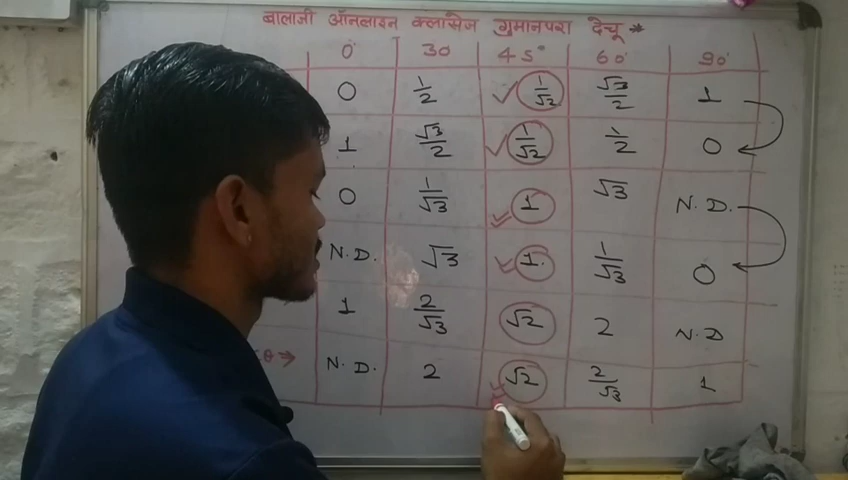 बालाजी ऑनलाइन क्लासेज गुमानपुरा देचू *
0° 30 45° 60° 90°
0 1/2 ✓ 1/√2 √3/2 1
1 √3/2 ✓ 1/√2 1/2 0
0 1/√3 ✓ 1 √3 N.D.
N.D. √3 ✓ 1 1/√3 0
1 2/√3 √2 2 N.D
θ → N.D. 2 √2 2/√3 1